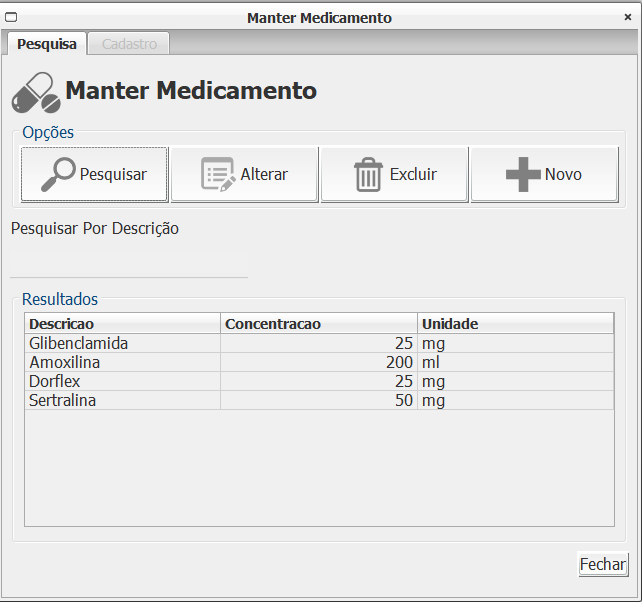 Manter Medicamento
Pesquisa Cadastro
Manter Medicamento
Opções
Pesquisar Alterar Excluir Novo
Pesquisar Por Descrição
Resultados
Descricao Concentracao Unidade
Glibenclamida 25 mg
Amoxilina 200 ml
Dorflex 25 mg
Sertralina 50 mg
Fechar